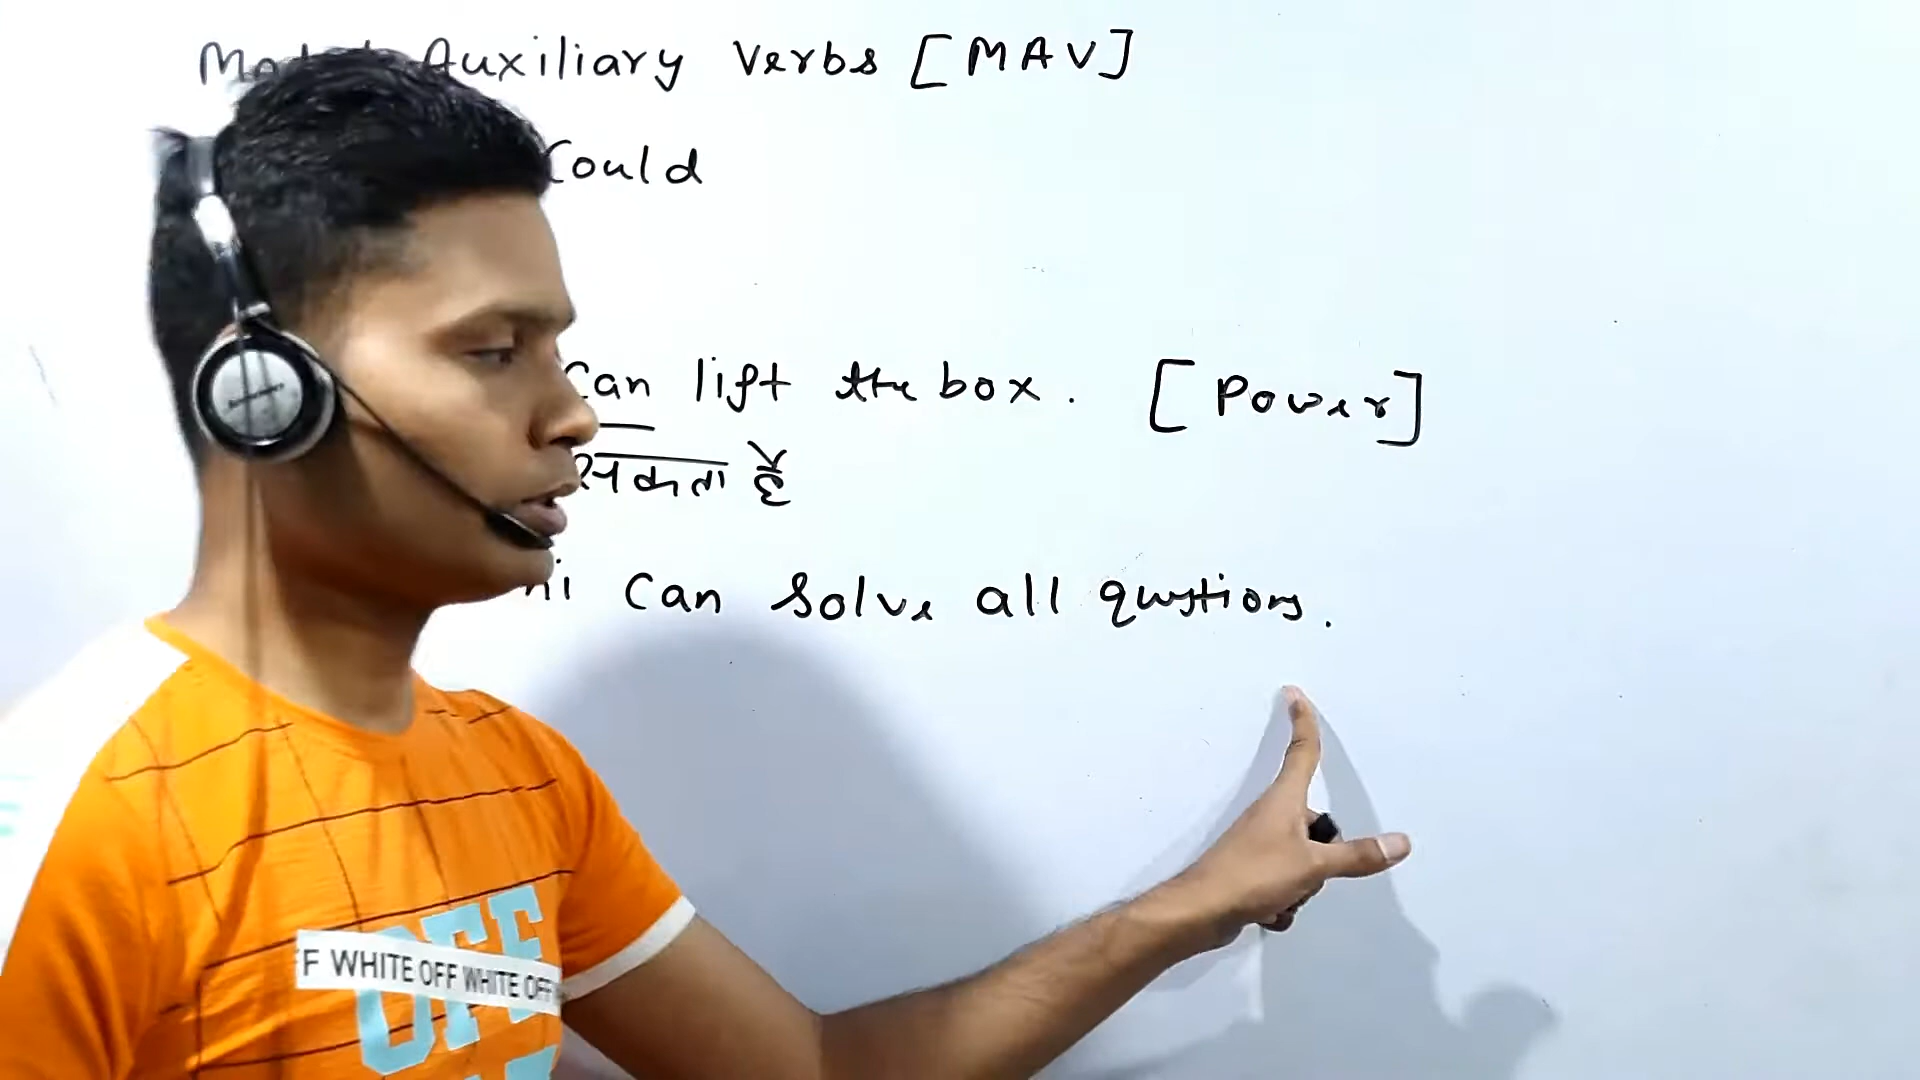 Modal Auxiliary Verbs [MAV]
Could
Can lift the box. [Power]
सकता है
Can solve all questions.
OFF
F WHITE OFF WHITE OFF